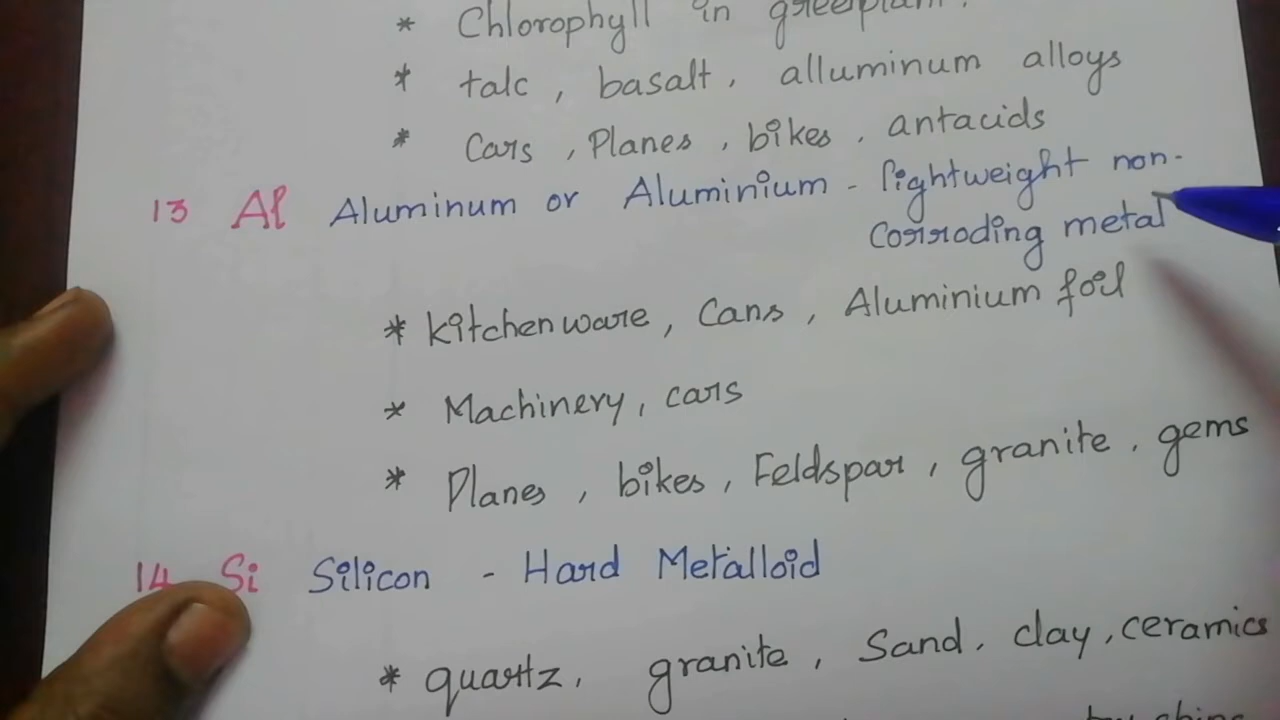 * Chlorophyll in greenplant.
* talc, basalt, alluminum alloys
* Cars, Planes, bikes, antacids
13 Al Aluminum or Aluminium - lightweight non-
Corroding metal
* Kitchenware, Cans, Aluminium foil
* Machinery, cars
* Planes, bikes, Feldspar, granite, gems
14 Si Silicon - Hard Metalloid
* quartz, granite, Sand, clay, ceramics